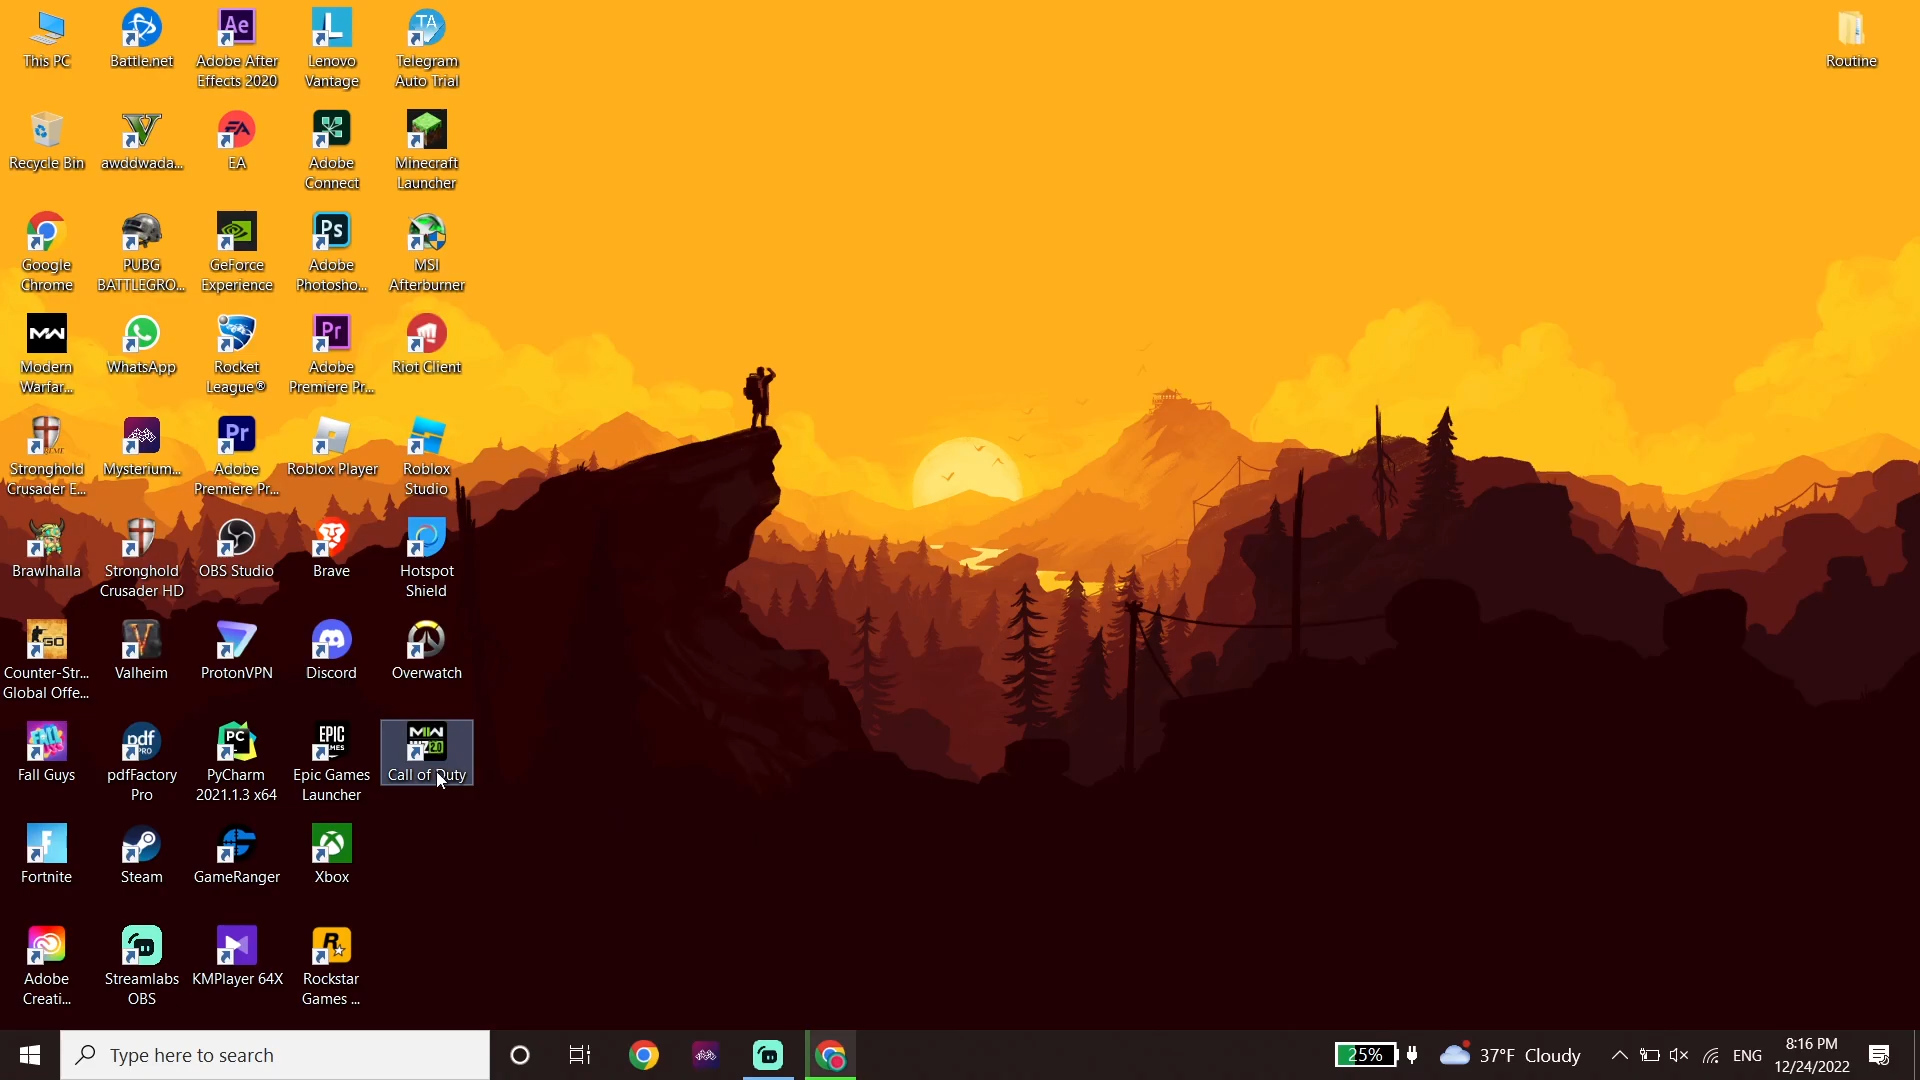 This PC
Battle.net
Adobe After
Effects 2020
Lenovo
Vantage
Telegram
Auto Trial
Routine
Recycle Bin
awddwada...
EA
Adobe
Connect
Minecraft
Launcher
Google
Chrome
PUBG
BATTLEGRO...
GeForce
Experience
Adobe
Photosho...
MSI
Afterburner
Modern
Warfar...
WhatsApp
Rocket
League®
Adobe
Premiere Pr...
Riot Client
Stronghold
Crusader E...
Mysterium...
Adobe
Premiere Pr...
Roblox Player
Roblox
Studio
Brawlhalla
Stronghold
Crusader HD
OBS Studio
Brave
Hotspot
Shield
Counter-Str...
Global Offe...
Valheim
ProtonVPN
Discord
Overwatch
Fall Guys
pdfFactory
Pro
PyCharm
2021.1.3 x64
Epic Games
Launcher
Call of Duty
Fortnite
Steam
GameRanger
Xbox
Adobe
Creati...
Streamlabs
OBS
KMPlayer 64X
Rockstar
Games ...
Type here to search
25%
37°F Cloudy
ENG
8:16 PM
12/24/2022